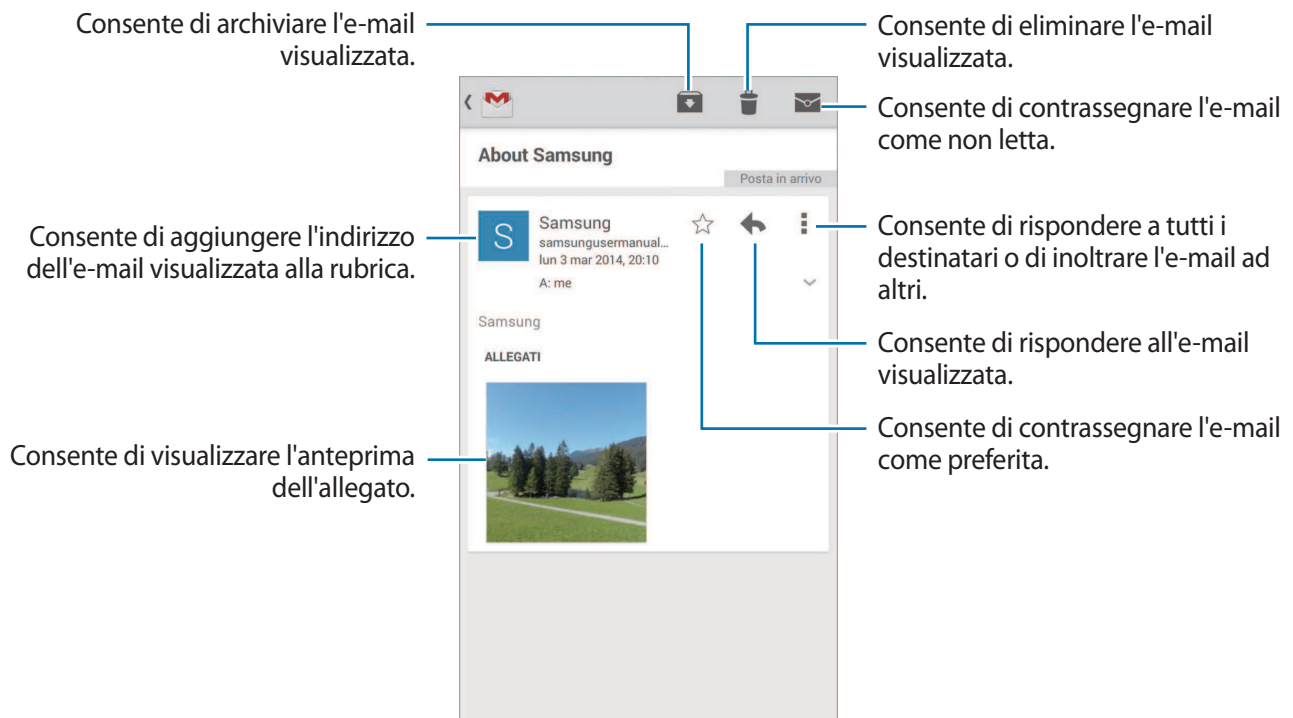 Consente di archiviare l'e-mail
visualizzata.
Consente di eliminare l'e-mail
visualizzata.
Consente di contrassegnare l'e-mail
come non letta.
About Samsung
Posta in arrivo
Consente di aggiungere l'indirizzo
dell'e-mail visualizzata alla rubrica.
S
Samsung
samsungusermanual...
lun 3 mar 2014, 20:10
A: me
Consente di rispondere a tutti i
destinatari o di inoltrare l'e-mail ad
altri.
Samsung
ALLEGATI
Consente di rispondere all'e-mail
visualizzata.
Consente di contrassegnare l'e-mail
come preferita.
Consente di visualizzare l'anteprima
dell'allegato.